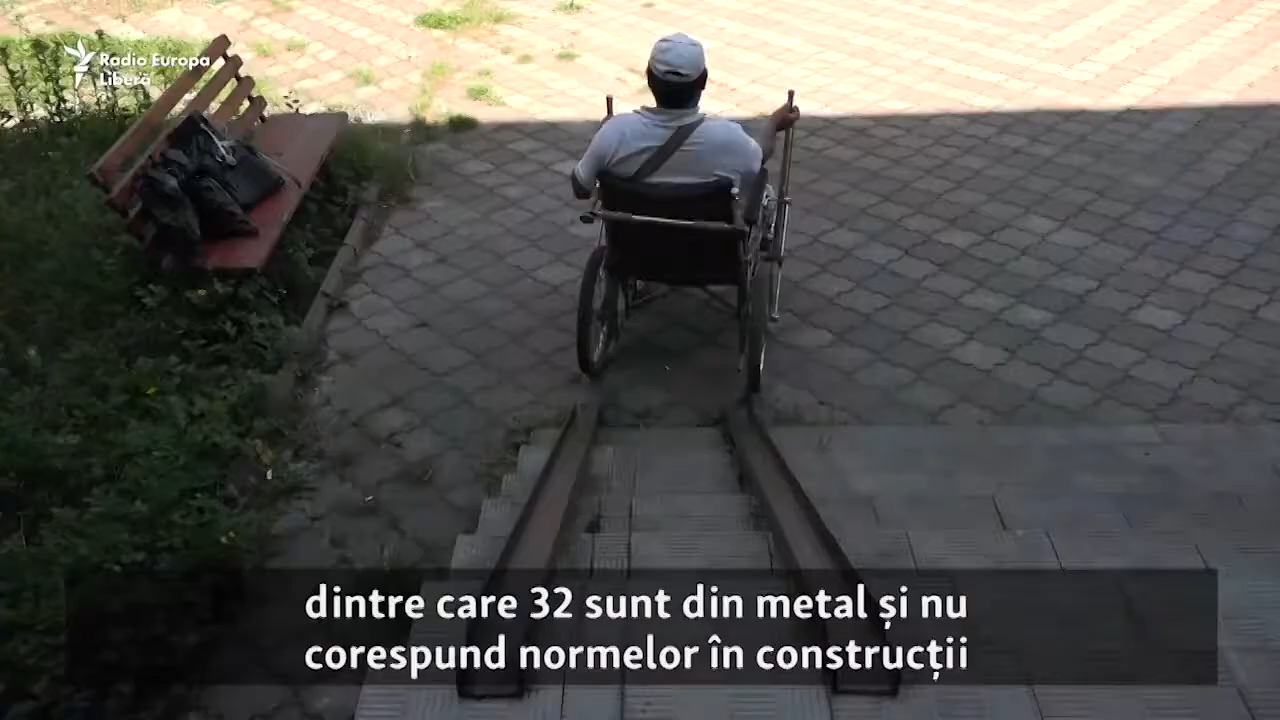 Radio Europa
Liberă
dintre care 32 sunt din metal și nu
corespund normelor în construcții